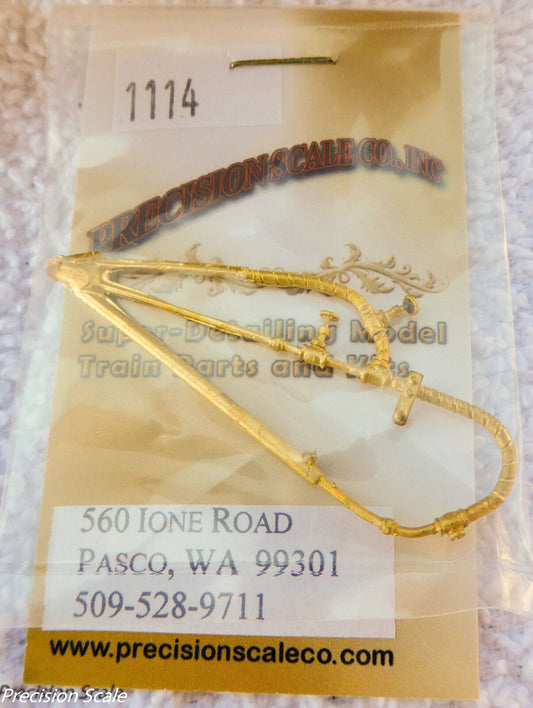 1114
PRECISION SCALE CO., INC
Super-Detailing Model
Train Parts and Kits
560 IONE ROAD
PASCO, WA 99301
509-528-9711
www.precisionscaleco.com
Precision Scale